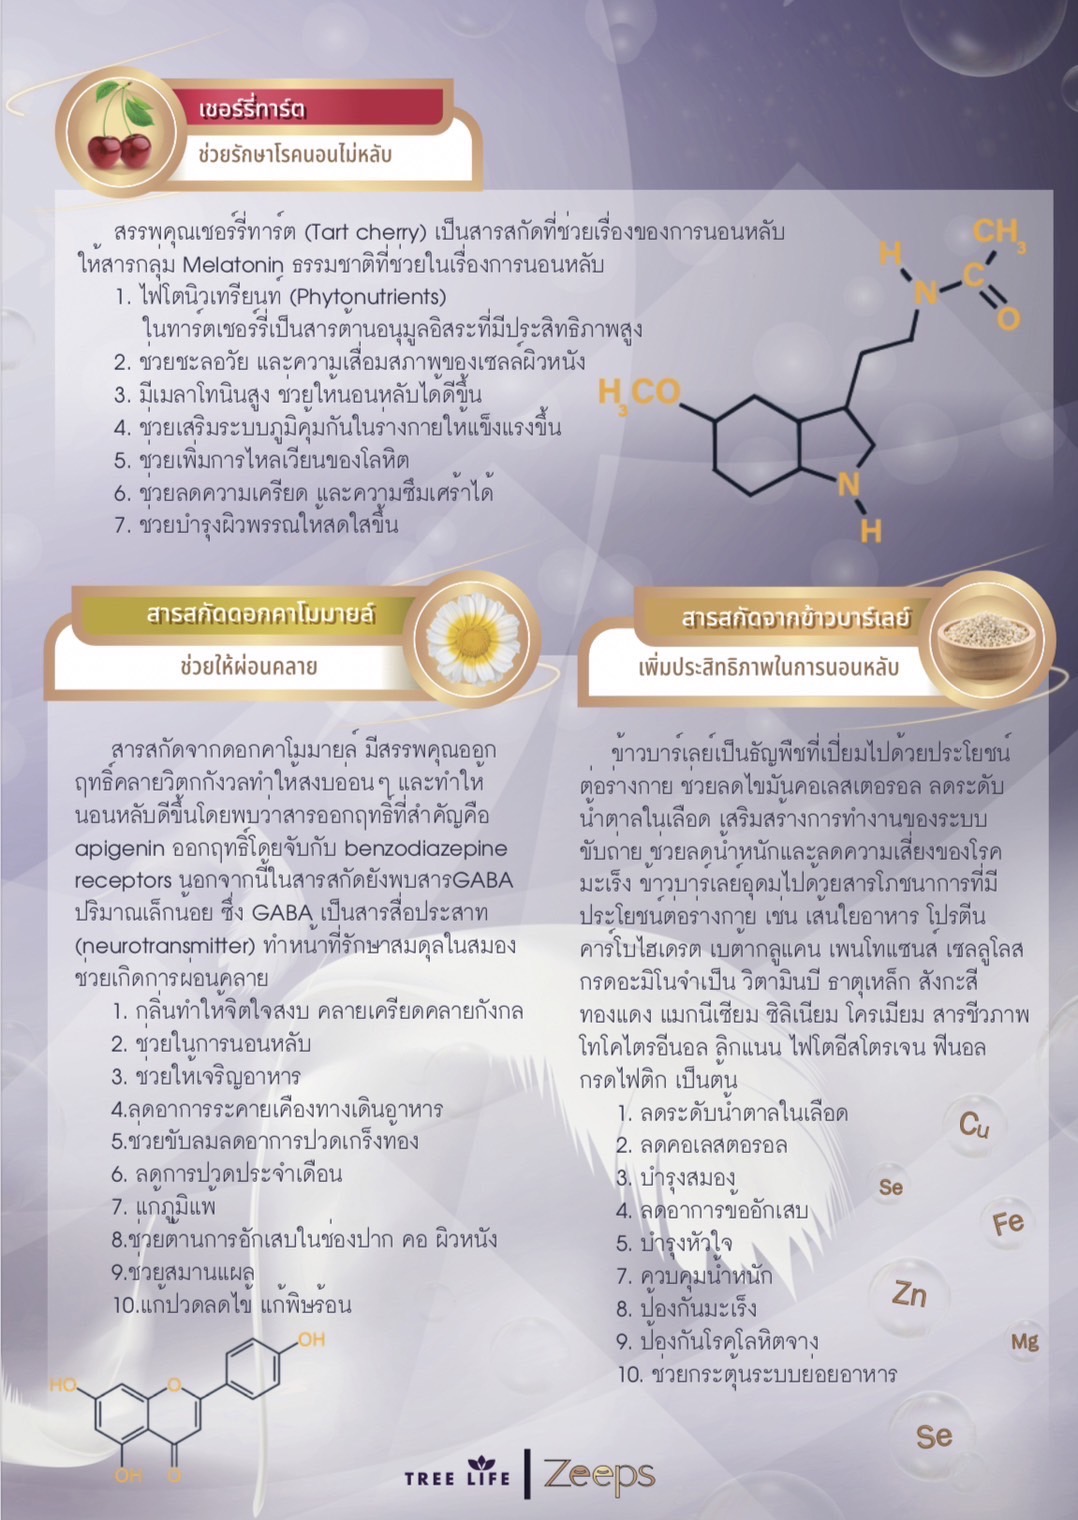 เชอร์รี่ทาร์ต
ช่วยรักษาโรคนอนไม่หลับ
สรรพคุณเชอร์รี่ทาร์ต (Tart cherry) เป็นสารสกัดที่ช่วยเรื่องของการนอนหลับ
ให้สารกลุ่ม Melatonin ธรรมชาติที่ช่วยในเรื่องการนอนหลับ
1. ไฟโตนิวเทรียนท์ (Phytonutrients)
ในทาร์ตเชอร์รี่เป็นสารต้านอนุมูลอิสระที่มีประสิทธิภาพสูง
2. ช่วยชะลอวัย และความเสื่อมสภาพของเซลล์ผิวหนัง
3. มีเมลาโทนินสูง ช่วยให้นอนหลับได้ดีขึ้น
4. ช่วยเสริมระบบภูมิคุ้มกันในร่างกายให้แข็งแรงขึ้น
5. ช่วยเพิ่มการไหลเวียนของโลหิต
6. ช่วยลดความเครียด และความซึมเศร้าได้
7. ช่วยบำรุงผิวพรรณให้สดใสขึ้น
CH3
H
N
C
O
H3CO
N
H
สารสกัดดอกคาโมมายล์
ช่วยให้ผ่อนคลาย
สารสกัดจากดอกคาโมมายล์ มีสรรพคุณออก
ฤทธิ์คลายวิตกกังวลทำให้สงบอ่อนๆ และทำให้
นอนหลับดีขึ้นโดยพบว่าสารออกฤทธิ์ที่สำคัญคือ
apigenin ออกฤทธิ์โดยจับกับ benzodiazepine
receptors นอกจากนี้ในสารสกัดยังพบสารGABA
ปริมาณเล็กน้อย ซึ่ง GABA เป็นสารสื่อประสาท
(neurotransmitter) ทำหน้าที่รักษาสมดุลในสมอง
ช่วยเกิดการผ่อนคลาย
1. กลิ่นทำให้จิตใจสงบ คลายเครียดคลายกังกล
2. ช่วยในการนอนหลับ
3. ช่วยให้เจริญอาหาร
4.ลดอาการระคายเคืองทางเดินอาหาร
5.ช่วยขับลมลดอาการปวดเกร็งท้อง
6. ลดการปวดประจำเดือน
7. แก้ภูมิแพ้
8.ช่วยต้านการอักเสบในช่องปาก คอ ผิวหนัง
9.ช่วยสมานแผล
10.แก้ปวดลดไข้ แก้พิษร้อน
OH
HO
O
OH
O
สารสกัดจากข้าวบาร์เลย์
เพิ่มประสิทธิภาพในการนอนหลับ
ข้าวบาร์เลย์เป็นธัญพืชที่เปี่ยมไปด้วยประโยชน์
ต่อร่างกาย ช่วยลดไขมันคอเลสเตอรอล ลดระดับ
น้ำตาลในเลือด เสริมสร้างการทำงานของระบบ
ขับถ่าย ช่วยลดน้ำหนักและลดความเสี่ยงของโรค
มะเร็ง ข้าวบาร์เลย์อุดมไปด้วยสารโภชนาการที่มี
ประโยชน์ต่อร่างกาย เช่น เส้นใยอาหาร โปรตีน
คาร์โบไฮเดรต เบต้ากลูแคน เพนโทแซนส์ เซลลูโลส
กรดอะมิโนจำเป็น วิตามินบี ธาตุเหล็ก สังกะสี
ทองแดง แมกนีเซียม ซิลิเนียม โครเมียม สารชีวภาพ
โทโคไตรอีนอล ลิกแนน ไฟโตอีสโตรเจน ฟีนอล
กรดไฟติก เป็นต้น
1. ลดระดับน้ำตาลในเลือด
2. ลดคอเลสตอรอล
3. บำรุงสมอง
4. ลดอาการข้ออักเสบ
5. บำรุงหัวใจ
7. ควบคุมน้ำหนัก
8. ป้องกันมะเร็ง
9. ป้องกันโรคโลหิตจาง
10. ช่วยกระตุ้นระบบย่อยอาหาร
Cu
Se
Fe
Zn
Mg
Se
TREE LIFE
Zeeps